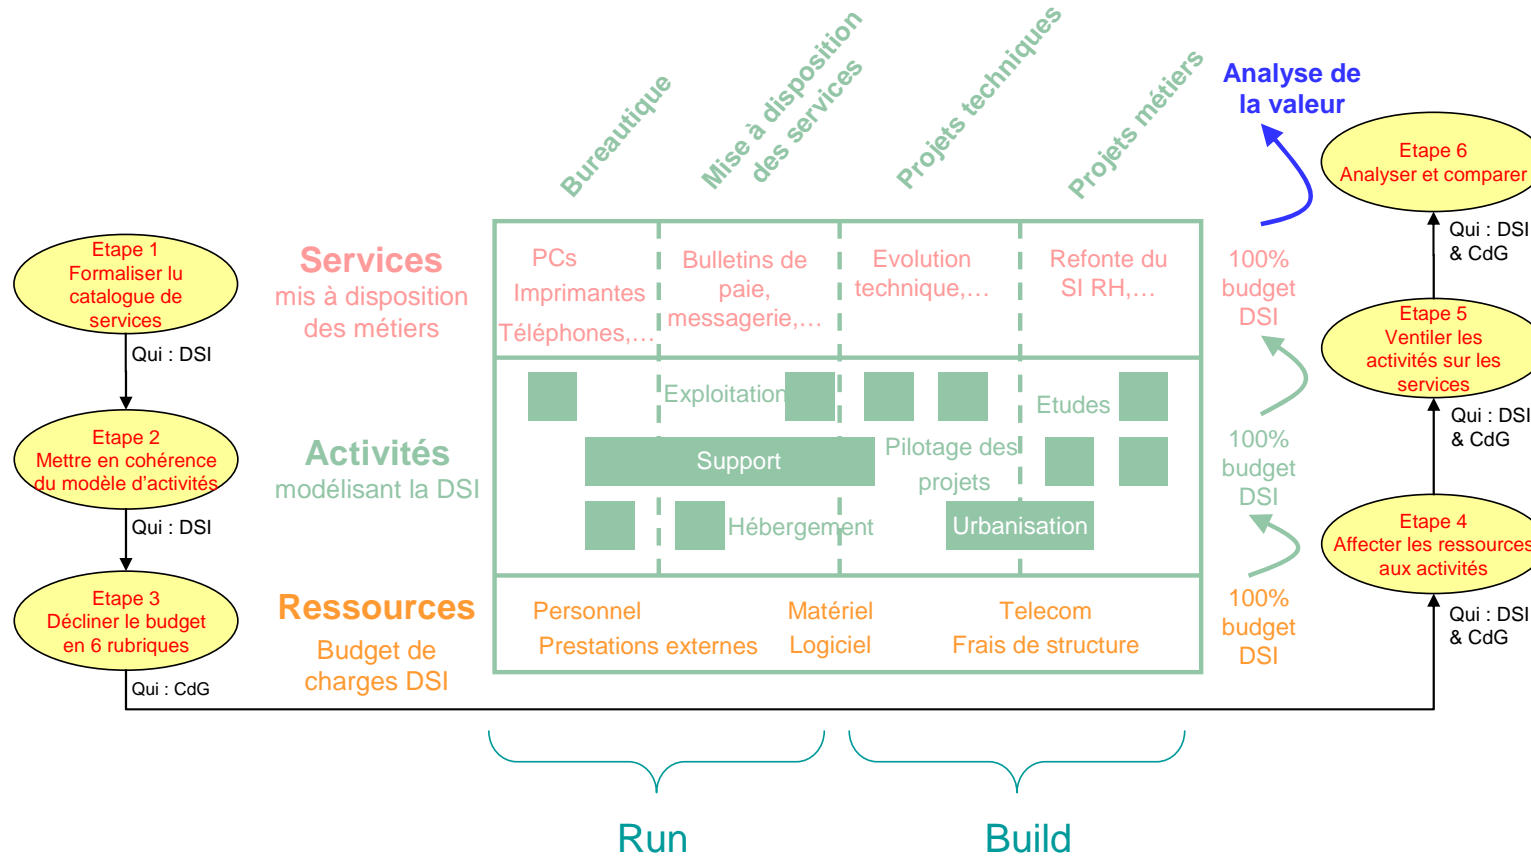 Bureautique
Mise à disposition
des services
Projets techniques
Projets métiers
Analyse de
la valeur
Etape 1
Formaliser lu
catalogue de
services
Qui : DSI
Etape 2
Mettre en cohérence
du modèle d'activités
Qui : DSI
Etape 3
Décliner le budget
en 6 rubriques
Qui : CdG
Services
mis à disposition
des métiers
PCs
Imprimantes
Téléphones,…
Bulletins de
paie,
messagerie,…
Evolution
technique,…
Refonte du
SI RH,…
100%
budget
DSI
Activités
modélisant la DSI
Exploitation
Etudes
Support
Pilotage des
projets
Hébergement
Urbanisation
100%
budget
DSI
Ressources
Budget de
charges DSI
Personnel
Matériel
Telecom
Prestations externes
Logiciel
Frais de structure
100%
budget
DSI
Etape 6
Analyser et comparer
Qui : DSI
& CdG
Etape 5
Ventiler les
activités sur les
services
Qui : DSI
& CdG
Etape 4
Affecter les ressources
aux activités
Qui : DSI
& CdG
Run
Build